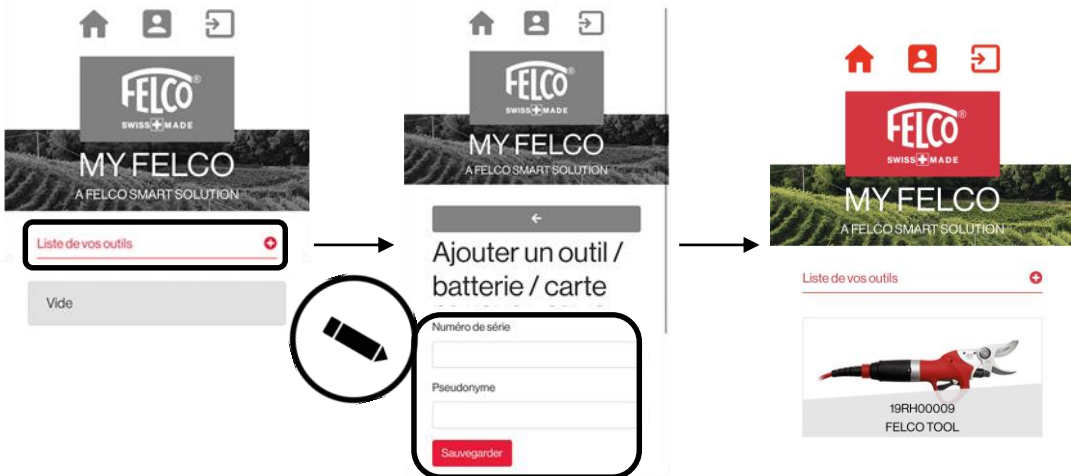 FELCO®
SWISS MADE
MY FELCO
A FELCO SMART SOLUTION
Liste de vos outils
Vide
FELCO®
SWISS MADE
MY FELCO
A FELCO SMART SOLUTION
Ajouter un outil /
batterie / carte
Numéro de série
Pseudonyme
Sauvegarder
FELCO®
SWISS MADE
MY FELCO
A FELCO SMART SOLUTION
Liste de vos outils
19RH00009
FELCO TOOL